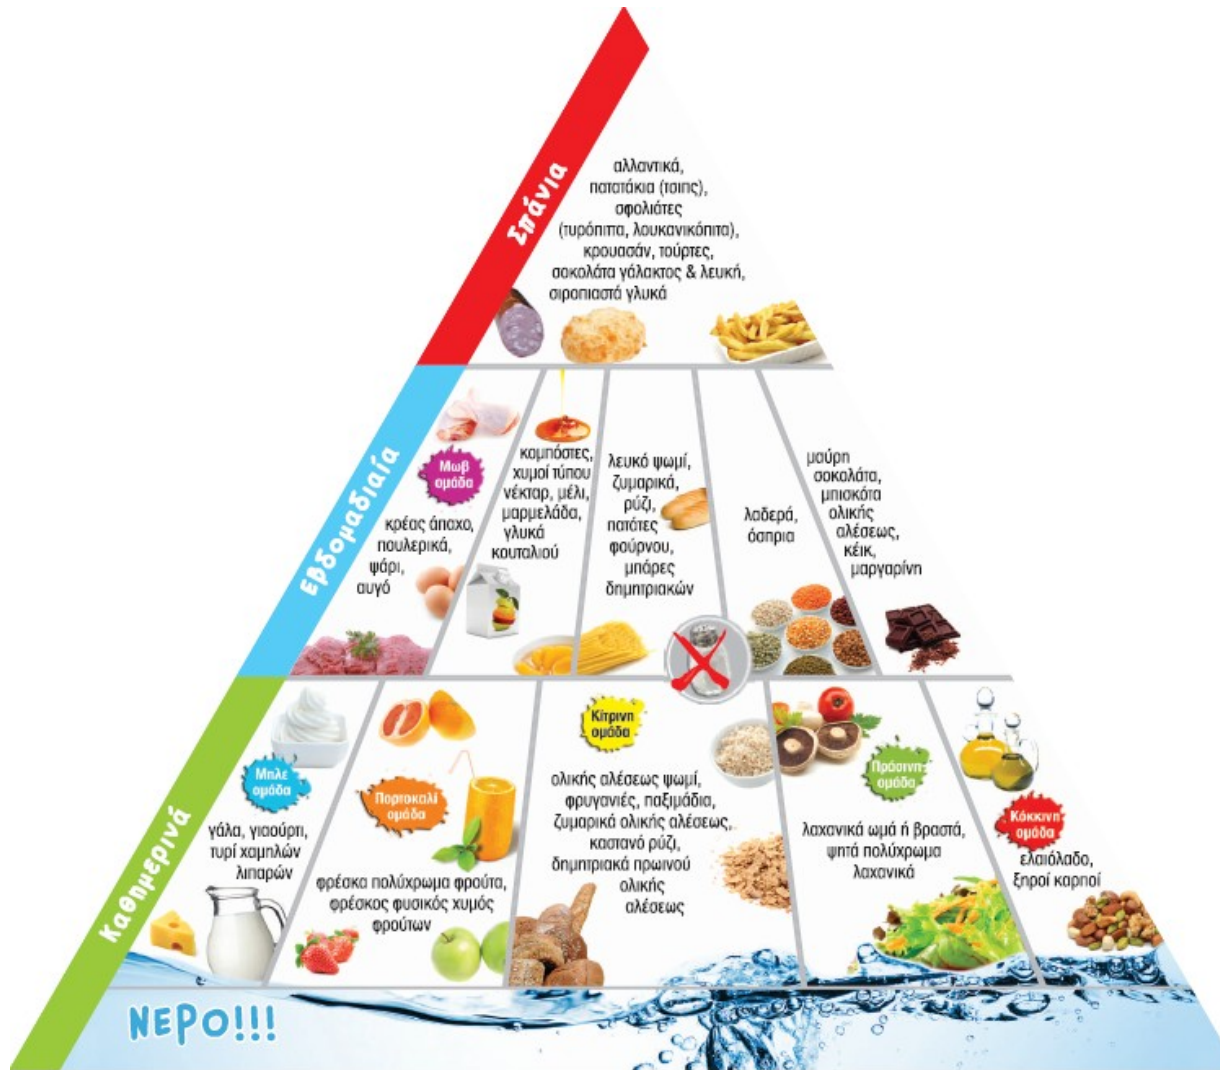 Σπάνια
αλλαντικά,
πατατάκια (τσιπς),
σφολιάτες
(τυρόπιτα, λουκανικόπιτα),
κρουασάν, τούρτες,
σοκολάτα γάλακτος & λευκή,
σιροπιαστά γλυκά
εβδομαδιαία
Μωβ
ομάδα
κρέας άπαχο,
πουλερικά,
ψάρι,
αυγό
κομπόστες,
χυμοί τύπου
νέκταρ, μέλι,
μαρμελάδα,
γλυκά
κουταλιού
λευκό ψωμί,
ζυμαρικά,
ρύζι,
πατάτες
φούρνου,
μπάρες
δημητριακών
λαδερά,
όσπρια
μαύρη
σοκολάτα,
μπισκότα
ολικής
αλέσεως,
κέικ,
μαργαρίνη
Καθημερινά
Μπλε
ομάδα
γάλα, γιαούρτι,
τυρί χαμηλών
λιπαρών
Πορτοκαλί
ομάδα
φρέσκα πολύχρωμα φρούτα,
φρέσκος φυσικός χυμός
φρούτων
Κίτρινη
ομάδα
ολικής αλέσεως ψωμί,
φρυγανιές, παξιμάδια,
ζυμαρικά ολικής αλέσεως,
καστανό ρύζι,
δημητριακά πρωινού
ολικής
αλέσεως
Πράσινη
ομάδα
λαχανικά ωμά ή βραστά,
ψητά πολύχρωμα
λαχανικά
Κόκκινη
ομάδα
ελαιόλαδο,
ξηροί καρποί
ΝΕΡΟ!!!